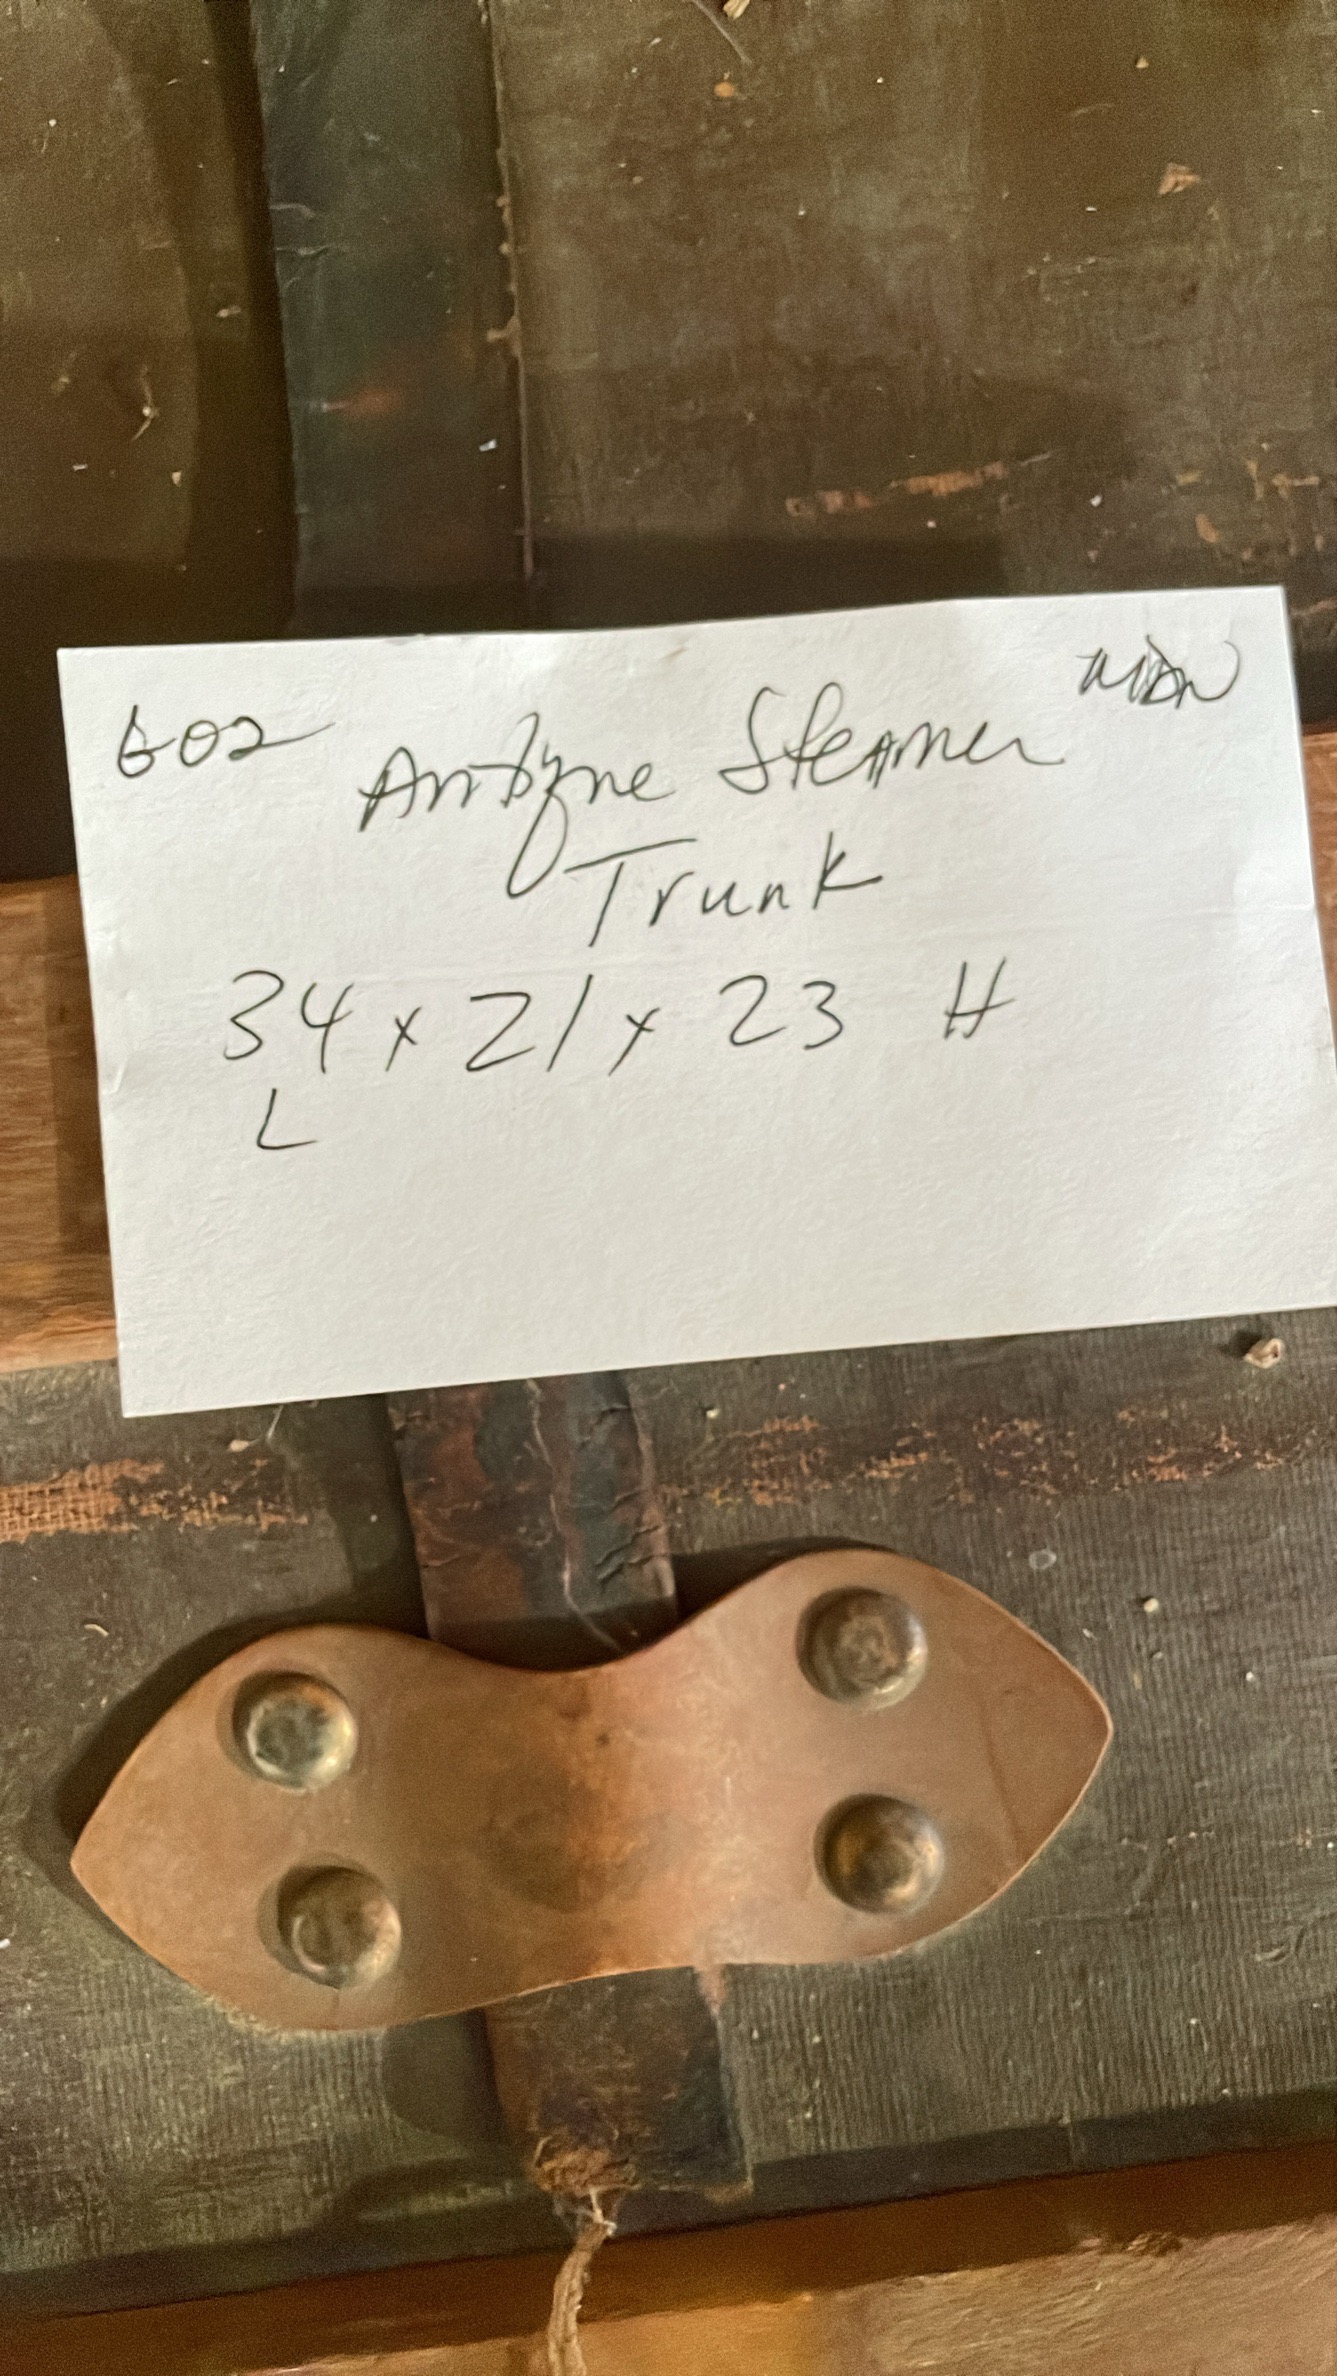 602
Antique Steamer
Trunk
34 x 21 x 23 H
L